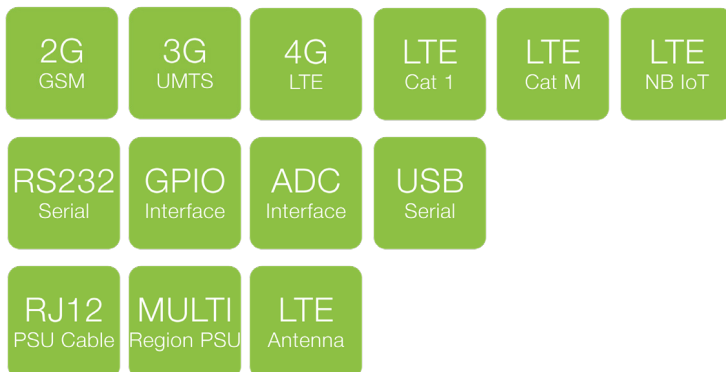 2G
GSM
3G
UMTS
4G
LTE
LTE
Cat 1
LTE
Cat M
LTE
NB IoT
RS232
Serial
GPIO
Interface
ADC
Interface
USB
Serial
RJ12
PSU Cable
MULTI
Region PSU
LTE
Antenna